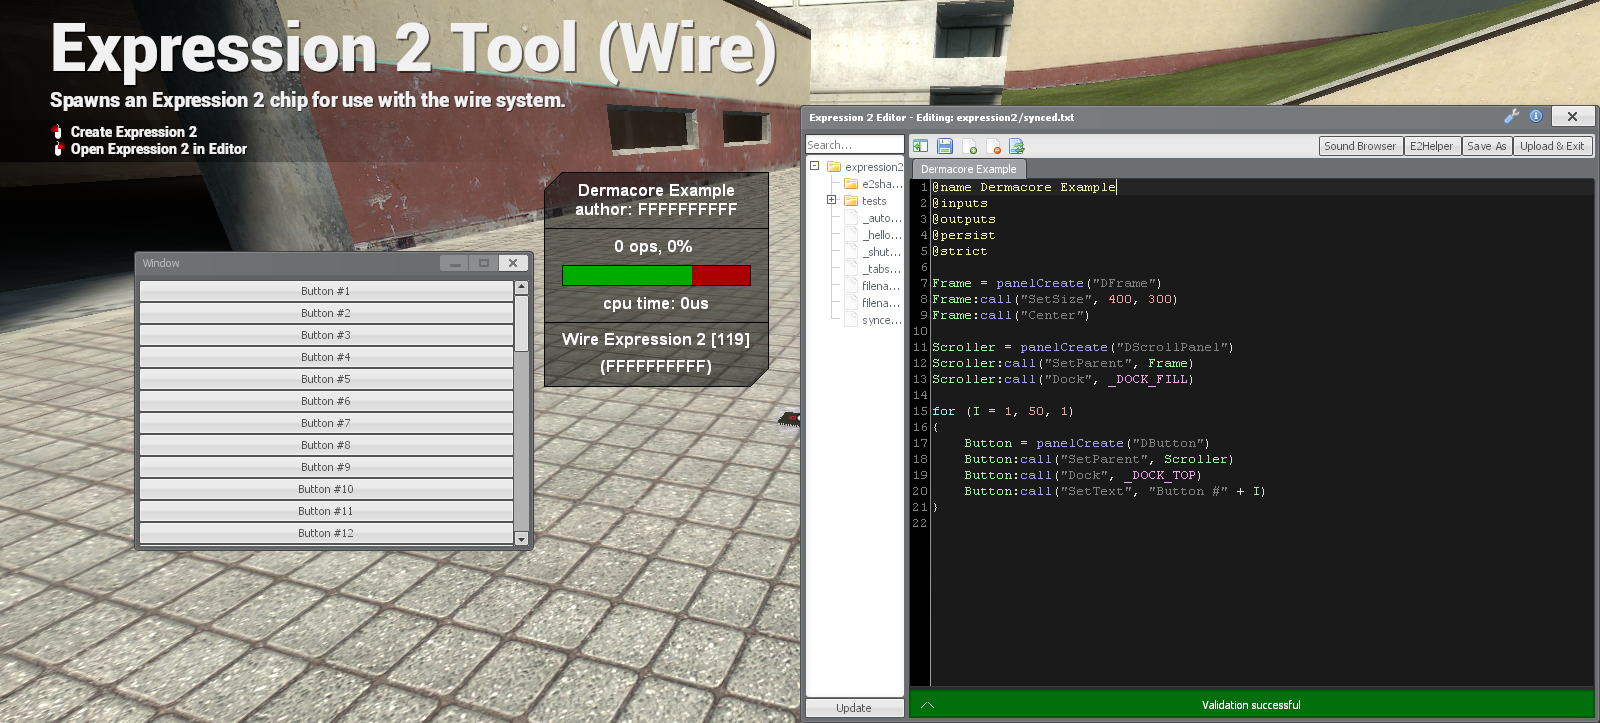 Expression 2 Tool (Wire)
Spawns an Expression 2 chip for use with the wire system.
Create Expression 2
Open Expression 2 in Editor
Dermacore Example
author: FFFFFFFFFF
0 ops, 0%
cpu time: 0us
Wire Expression 2 [119]
(FFFFFFFFFF)
Window
Button #1
Button #2
Button #3
Button #4
Button #5
Button #6
Button #7
Button #8
Button #9
Button #10
Button #11
Button #12
Expression 2 Editor - Editing: expression2/synced.txt
Search...
expression2
e2sha...
tests
_auto...
_hello...
_shut...
_tabs...
filena...
filena...
synce...
Update
Sound Browser
E2Helper
Save As
Upload & Exit
Dermacore Example
1 @name Dermacore Example
2 @inputs
3 @outputs
4 @persist
5 @strict
6
7 Frame = panelCreate("DFrame")
8 Frame:call("SetSize", 400, 300)
9 Frame:call("Center")
10
11 Scroller = panelCreate("DScrollPanel")
12 Scroller:call("SetParent", Frame)
13 Scroller:call("Dock", _DOCK_FILL)
14
15 for (I = 1, 50, 1)
16 {
17     Button = panelCreate("DButton")
18     Button:call("SetParent", Scroller)
19     Button:call("Dock", _DOCK_TOP)
20     Button:call("SetText", "Button #" + I)
21 }
22
Validation successful